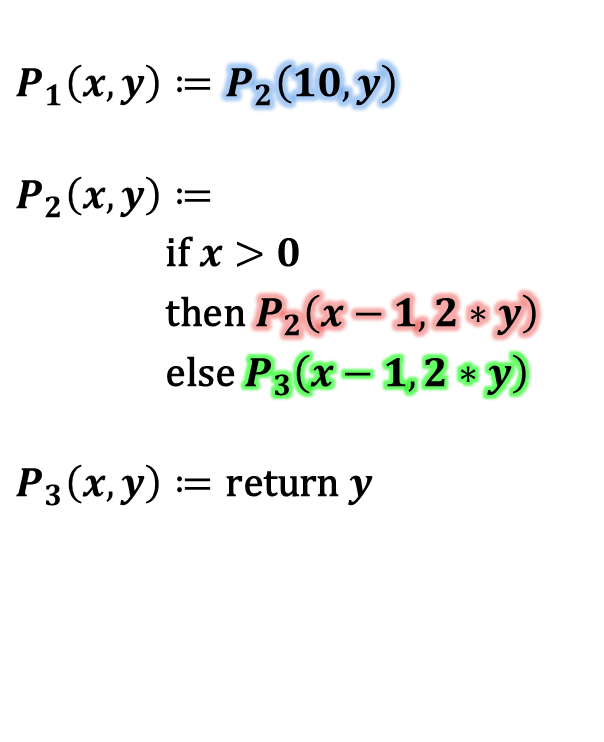 P₁(x, y) := P₂(10, y)
P₂(x, y) :=
if x > 0
then P₂(x − 1, 2 ∗ y)
else P₃(x − 1, 2 ∗ y)
P₃(x, y) := return y